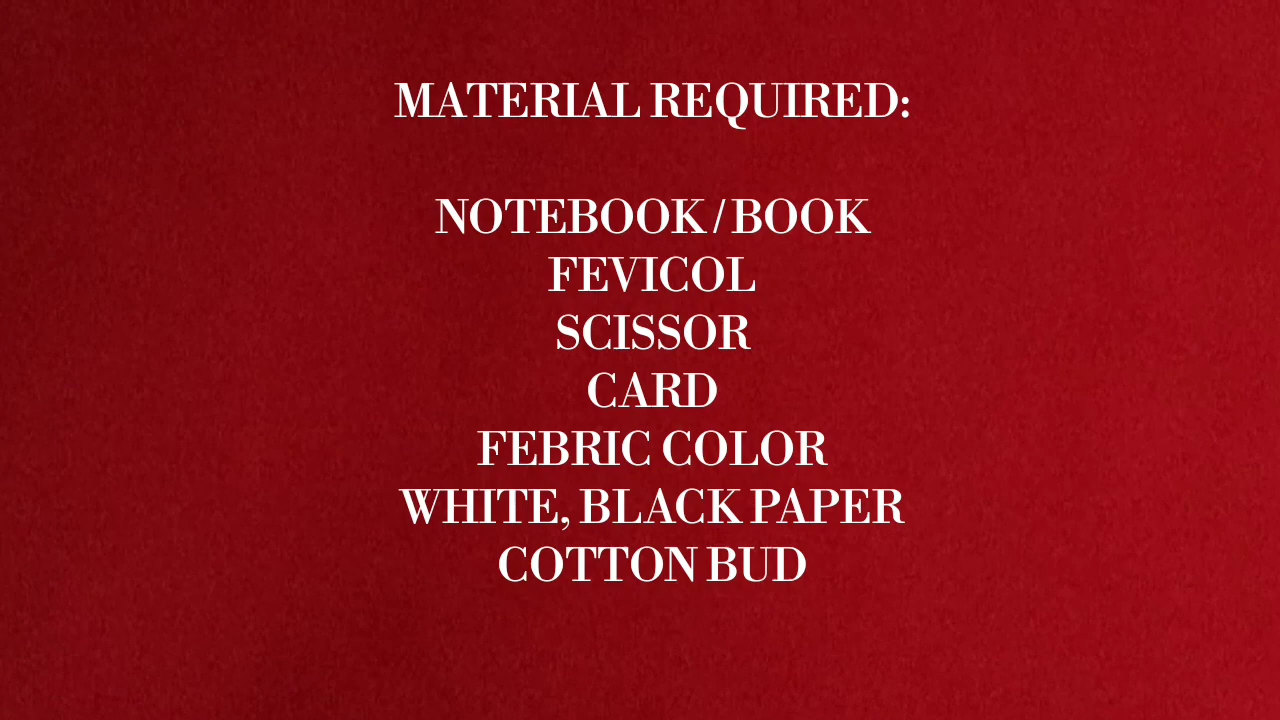 MATERIAL REQUIRED:
NOTEBOOK / BOOK
FEVICOL
SCISSOR
CARD
FEBRIC COLOR
WHITE, BLACK PAPER
COTTON BUD